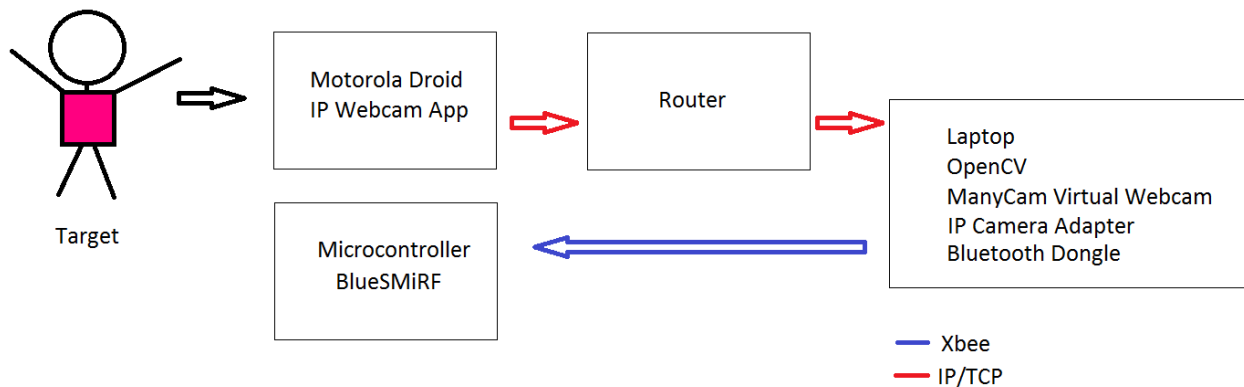 Motorola Droid
IP Webcam App
Router
Laptop
OpenCV
ManyCam Virtual Webcam
IP Camera Adapter
Bluetooth Dongle
Target
Microcontroller
BlueSMiRF
Xbee
IP/TCP